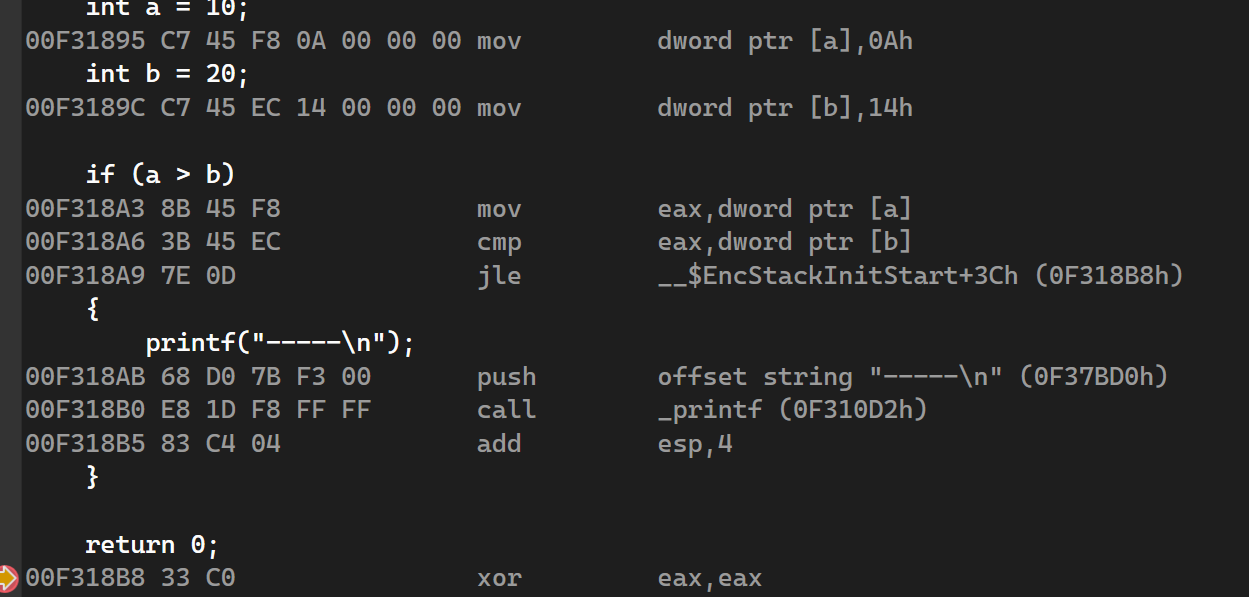 int a = 10;
00F31895 C7 45 F8 0A 00 00 00 mov dword ptr [a],0Ah
int b = 20;
00F3189C C7 45 EC 14 00 00 00 mov dword ptr [b],14h
if (a > b)
00F318A3 8B 45 F8 mov eax,dword ptr [a]
00F318A6 3B 45 EC cmp eax,dword ptr [b]
00F318A9 7E 0D jle __$EncStackInitStart+3Ch (0F318B8h)
{
printf("-----\n");
00F318AB 68 D0 7B F3 00 push offset string "-----\n" (0F37BD0h)
00F318B0 E8 1D F8 FF FF call _printf (0F310D2h)
00F318B5 83 C4 04 add esp,4
}
return 0;
00F318B8 33 C0 xor eax,eax